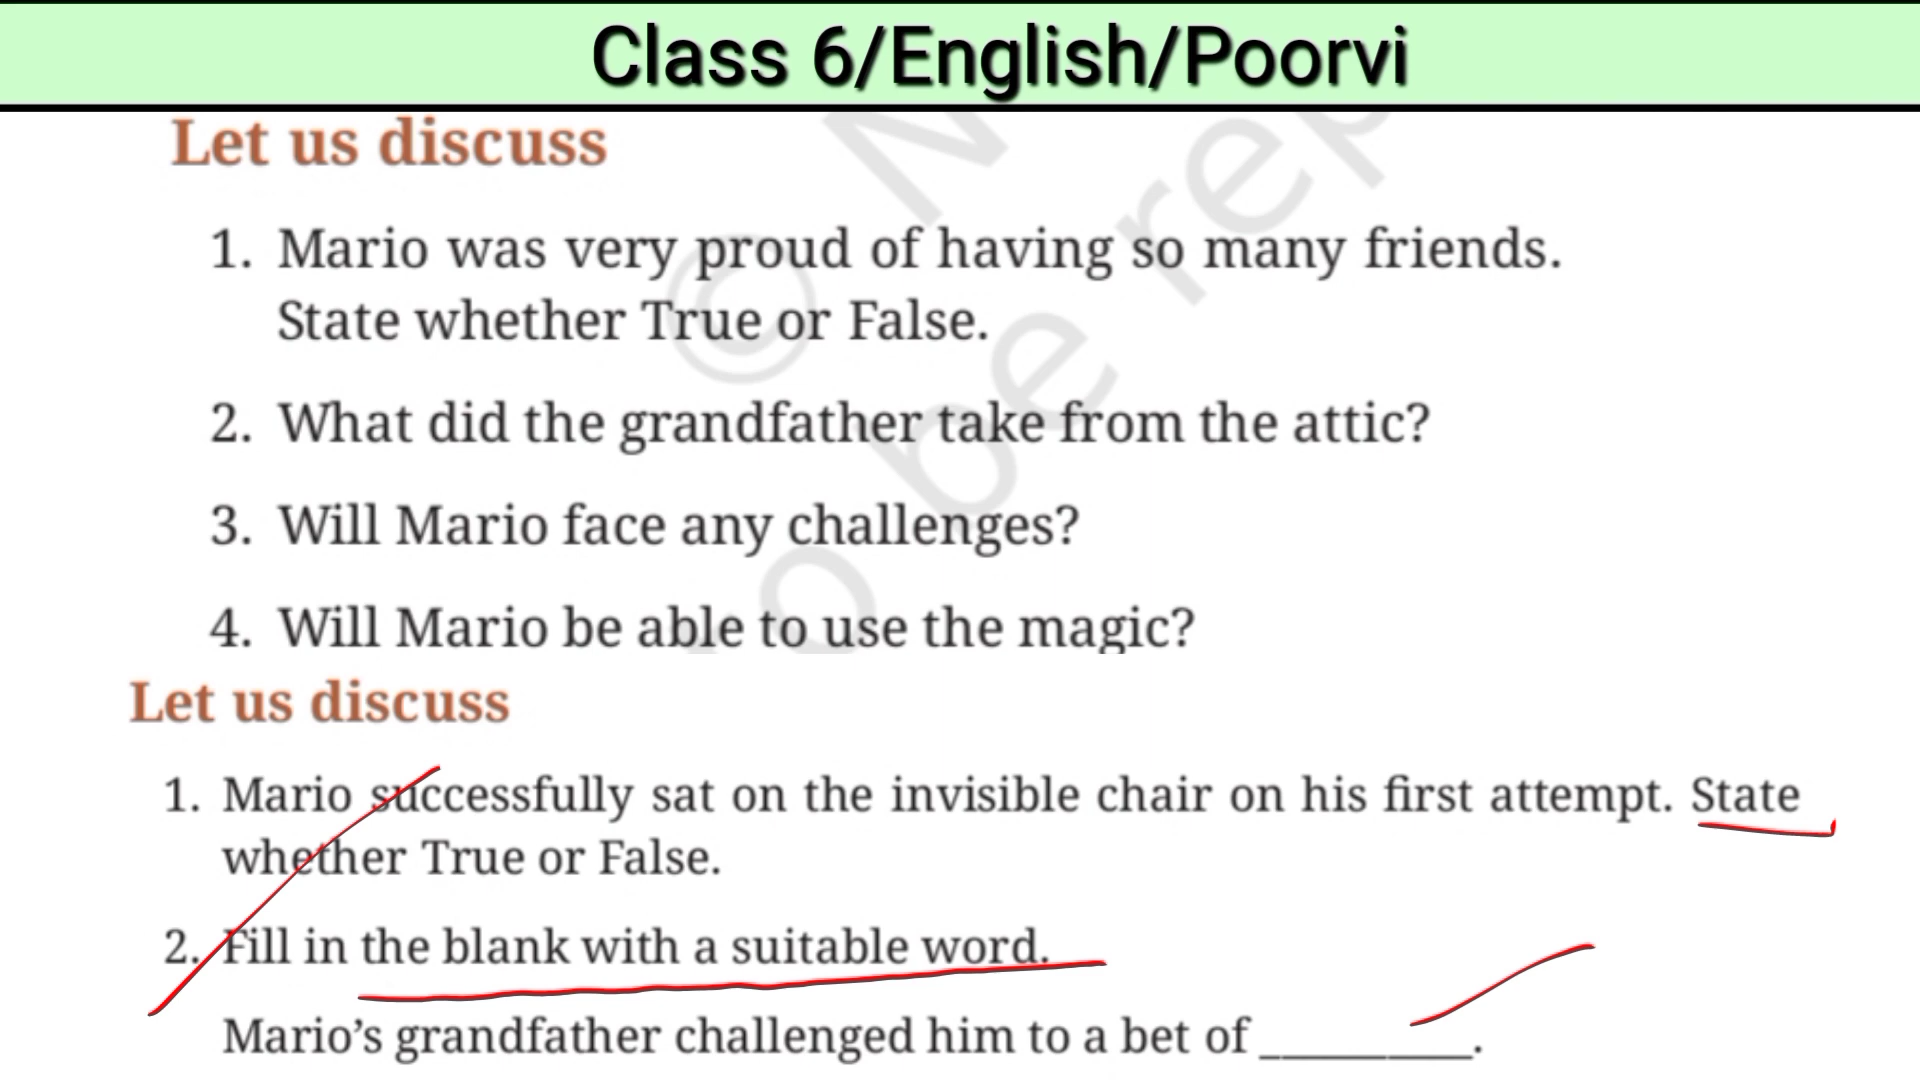 Class 6/English/Poorvi
Let us discuss
1. Mario was very proud of having so many friends.
State whether True or False.
2. What did the grandfather take from the attic?
3. Will Mario face any challenges?
4. Will Mario be able to use the magic?
Let us discuss
1. Mario successfully sat on the invisible chair on his first attempt. State
whether True or False.
2. Fill in the blank with a suitable word.
Mario’s grandfather challenged him to a bet of _________.
© N
o be rep